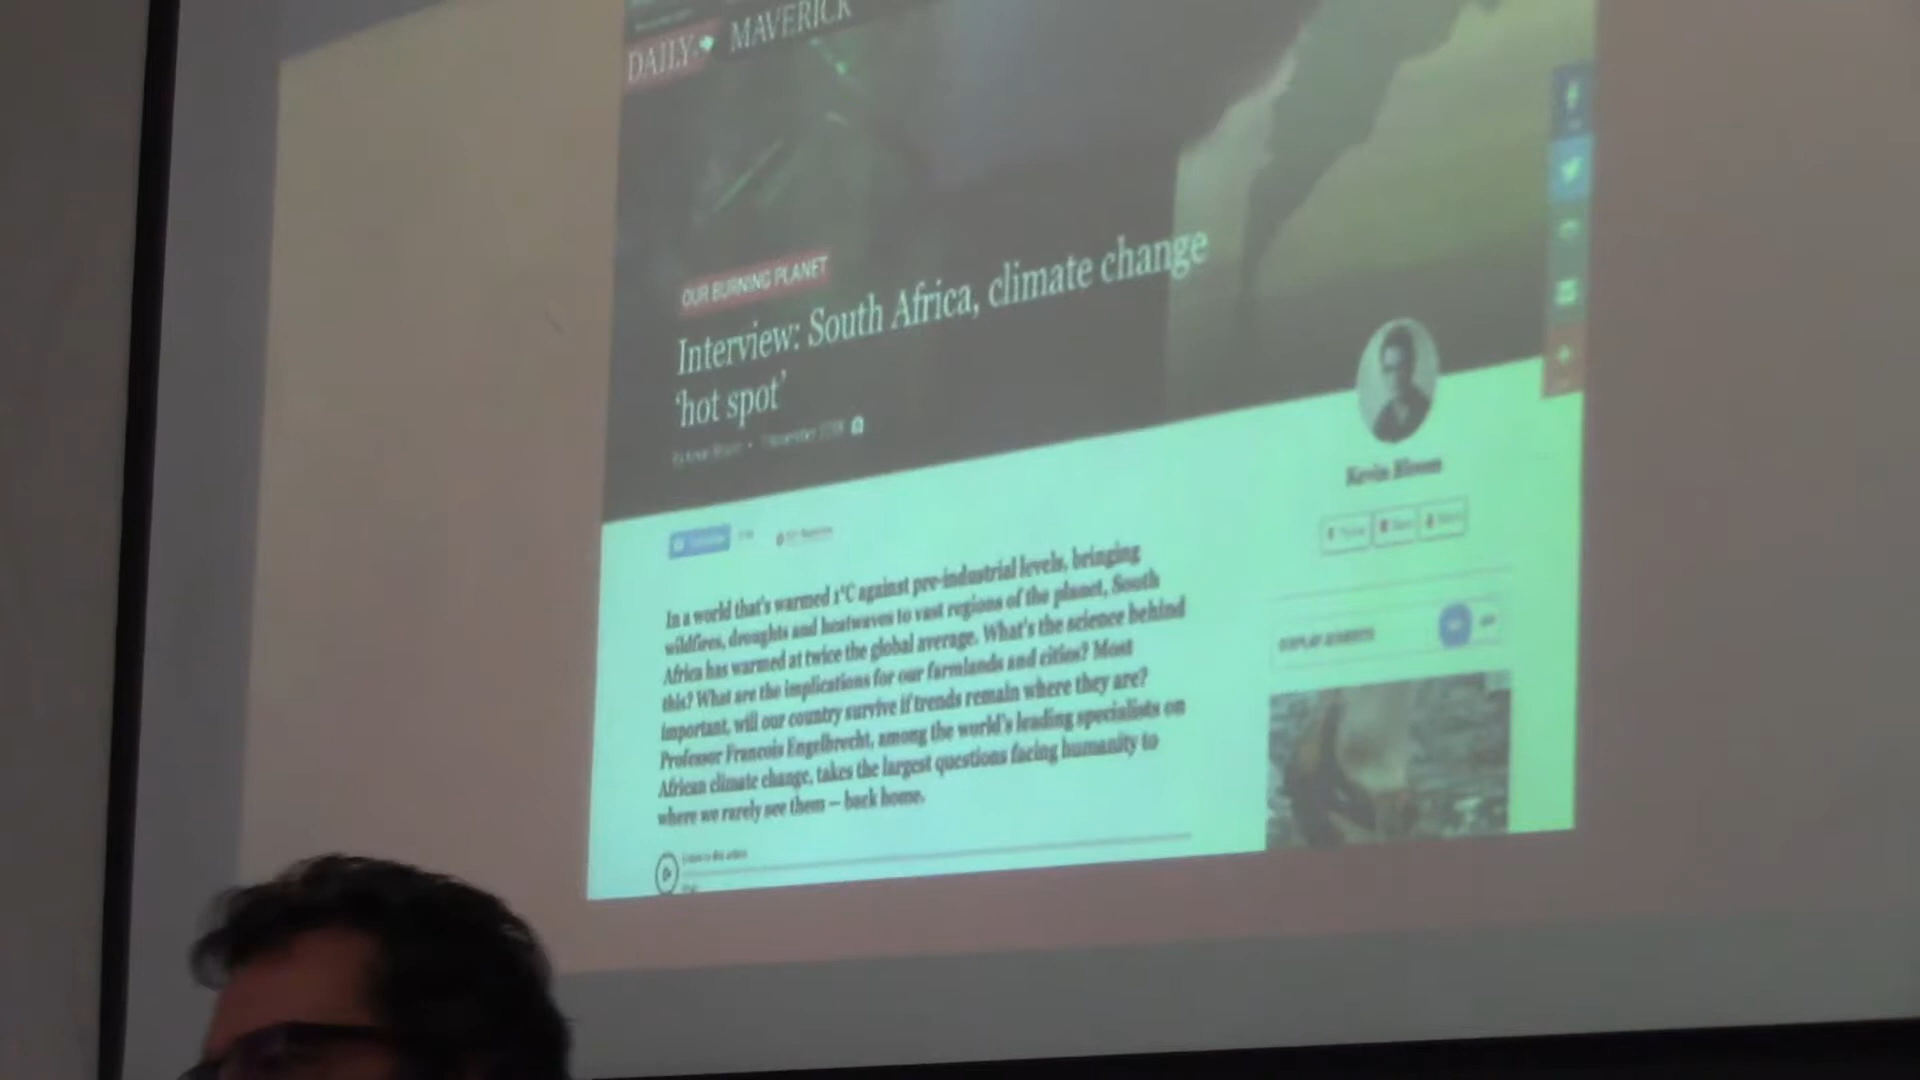 DAILY MAVERICK
OUR BURNING PLANET
Interview: South Africa, climate change
‘hot spot’
Kevin Bloom
In a world that's warmed 1°C against pre-industrial levels, bringing
wildfires, droughts and heatwaves to vast regions of the planet, South
Africa has warmed at twice the global average. What's the science behind
this? What are the implications for our farmlands and cities? Most
important, will our country survive if trends remain where they are?
Professor Francois Engelbrecht, among the world's leading specialists on
African climate change, takes the largest questions facing humanity to
where we rarely see them – back home.
Listen to this article